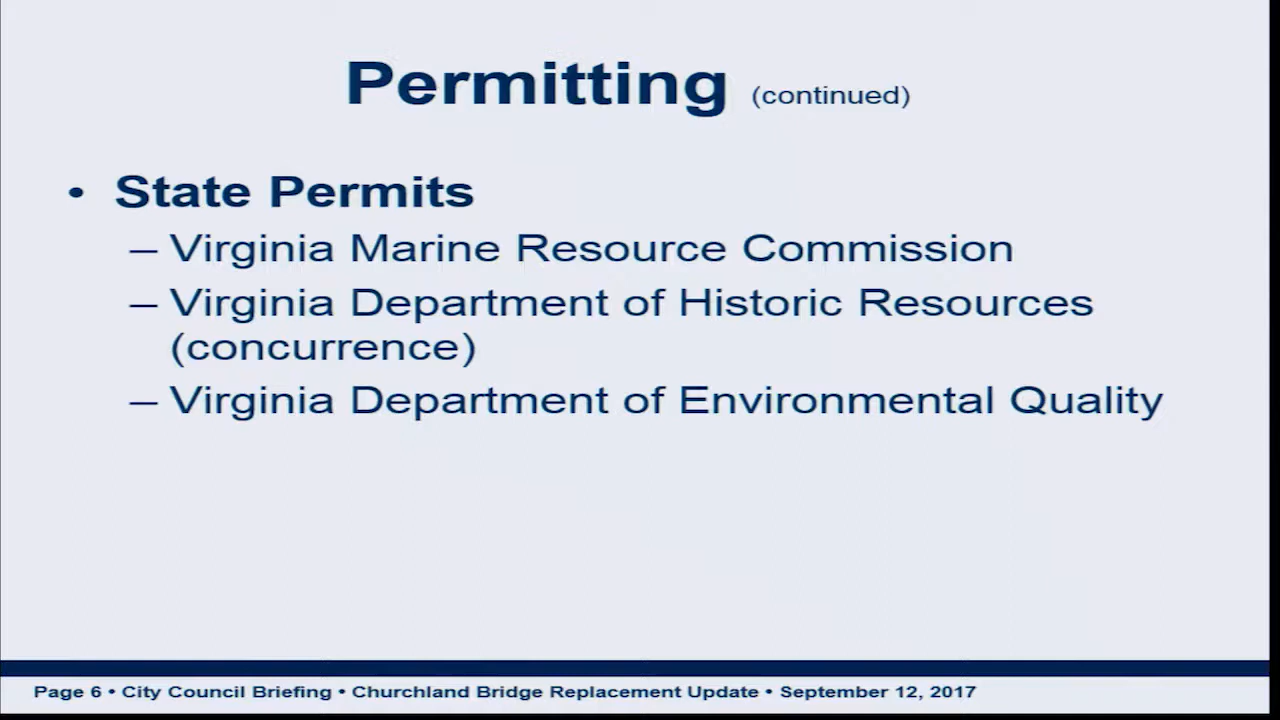 Permitting (continued)
• State Permits
– Virginia Marine Resource Commission
– Virginia Department of Historic Resources
(concurrence)
– Virginia Department of Environmental Quality
Page 6 • City Council Briefing • Churchland Bridge Replacement Update • September 12, 2017